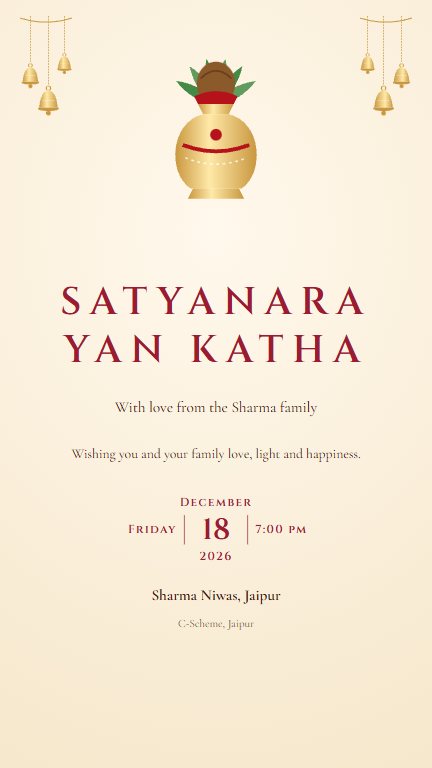 SATYANARA
YAN KATHA
With love from the Sharma family
Wishing you and your family love, light and happiness.
December
Friday 18 7:00 PM
2026
Sharma Niwas, Jaipur
C-Scheme, Jaipur